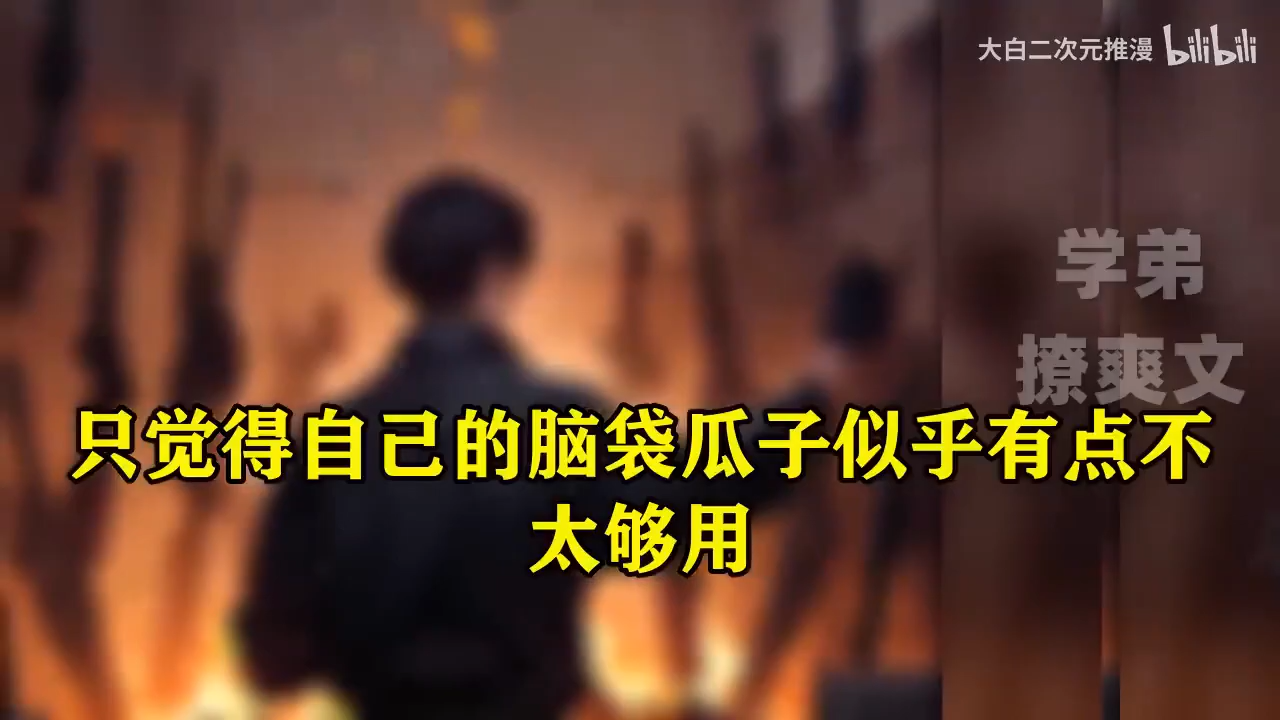 大白二次元推漫 bilibili
学弟
撩爽文
只觉得自己的脑袋瓜子似乎有点不
太够用